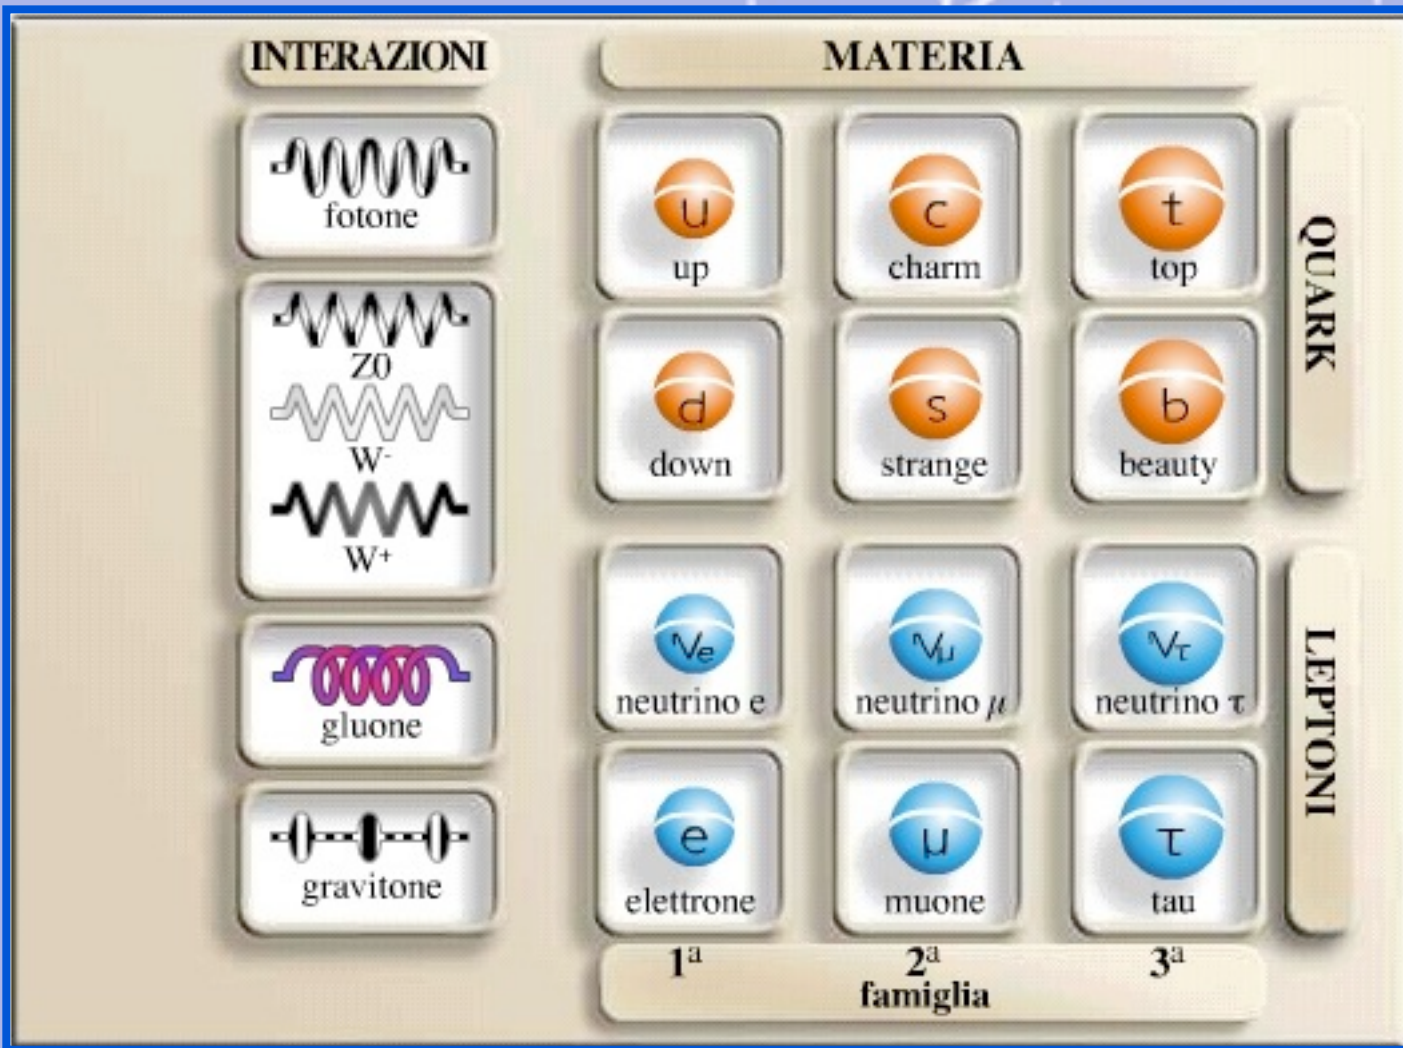 INTERAZIONI
fotone
Z0
W-
W+
gluone
gravitone
MATERIA
u
up
c
charm
t
top
d
down
s
strange
b
beauty
QUARK
νe
neutrino e
νμ
neutrino μ
ντ
neutrino τ
e
elettrone
μ
muone
τ
tau
LEPTONI
1ª 2ª 3ª
famiglia